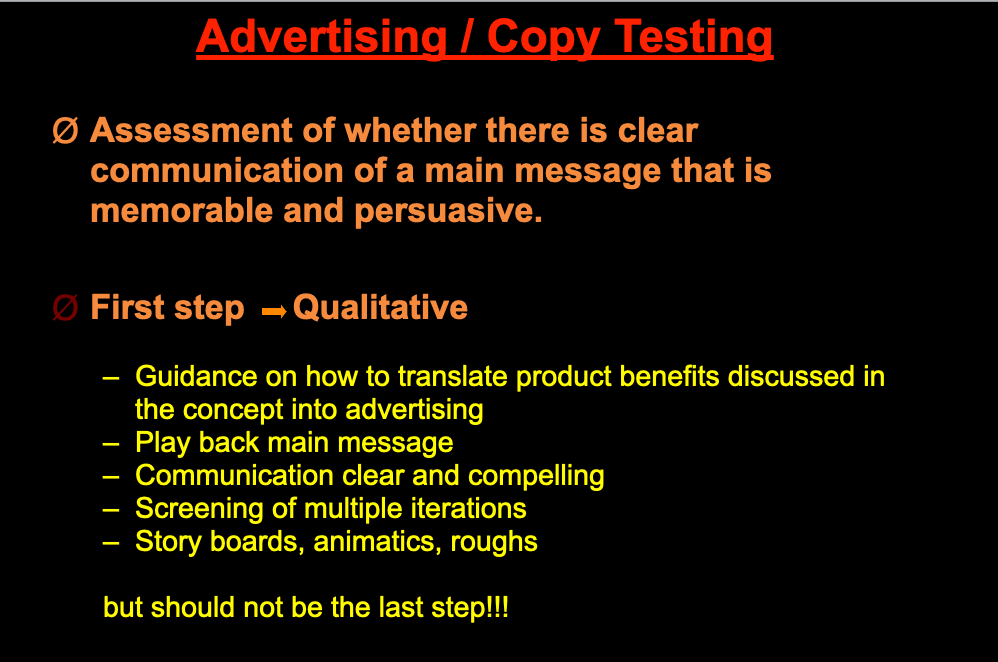 Advertising / Copy Testing
Ø Assessment of whether there is clear
communication of a main message that is
memorable and persuasive.
Ø First step ➡ Qualitative
– Guidance on how to translate product benefits discussed in
the concept into advertising
– Play back main message
– Communication clear and compelling
– Screening of multiple iterations
– Story boards, animatics, roughs
but should not be the last step!!!